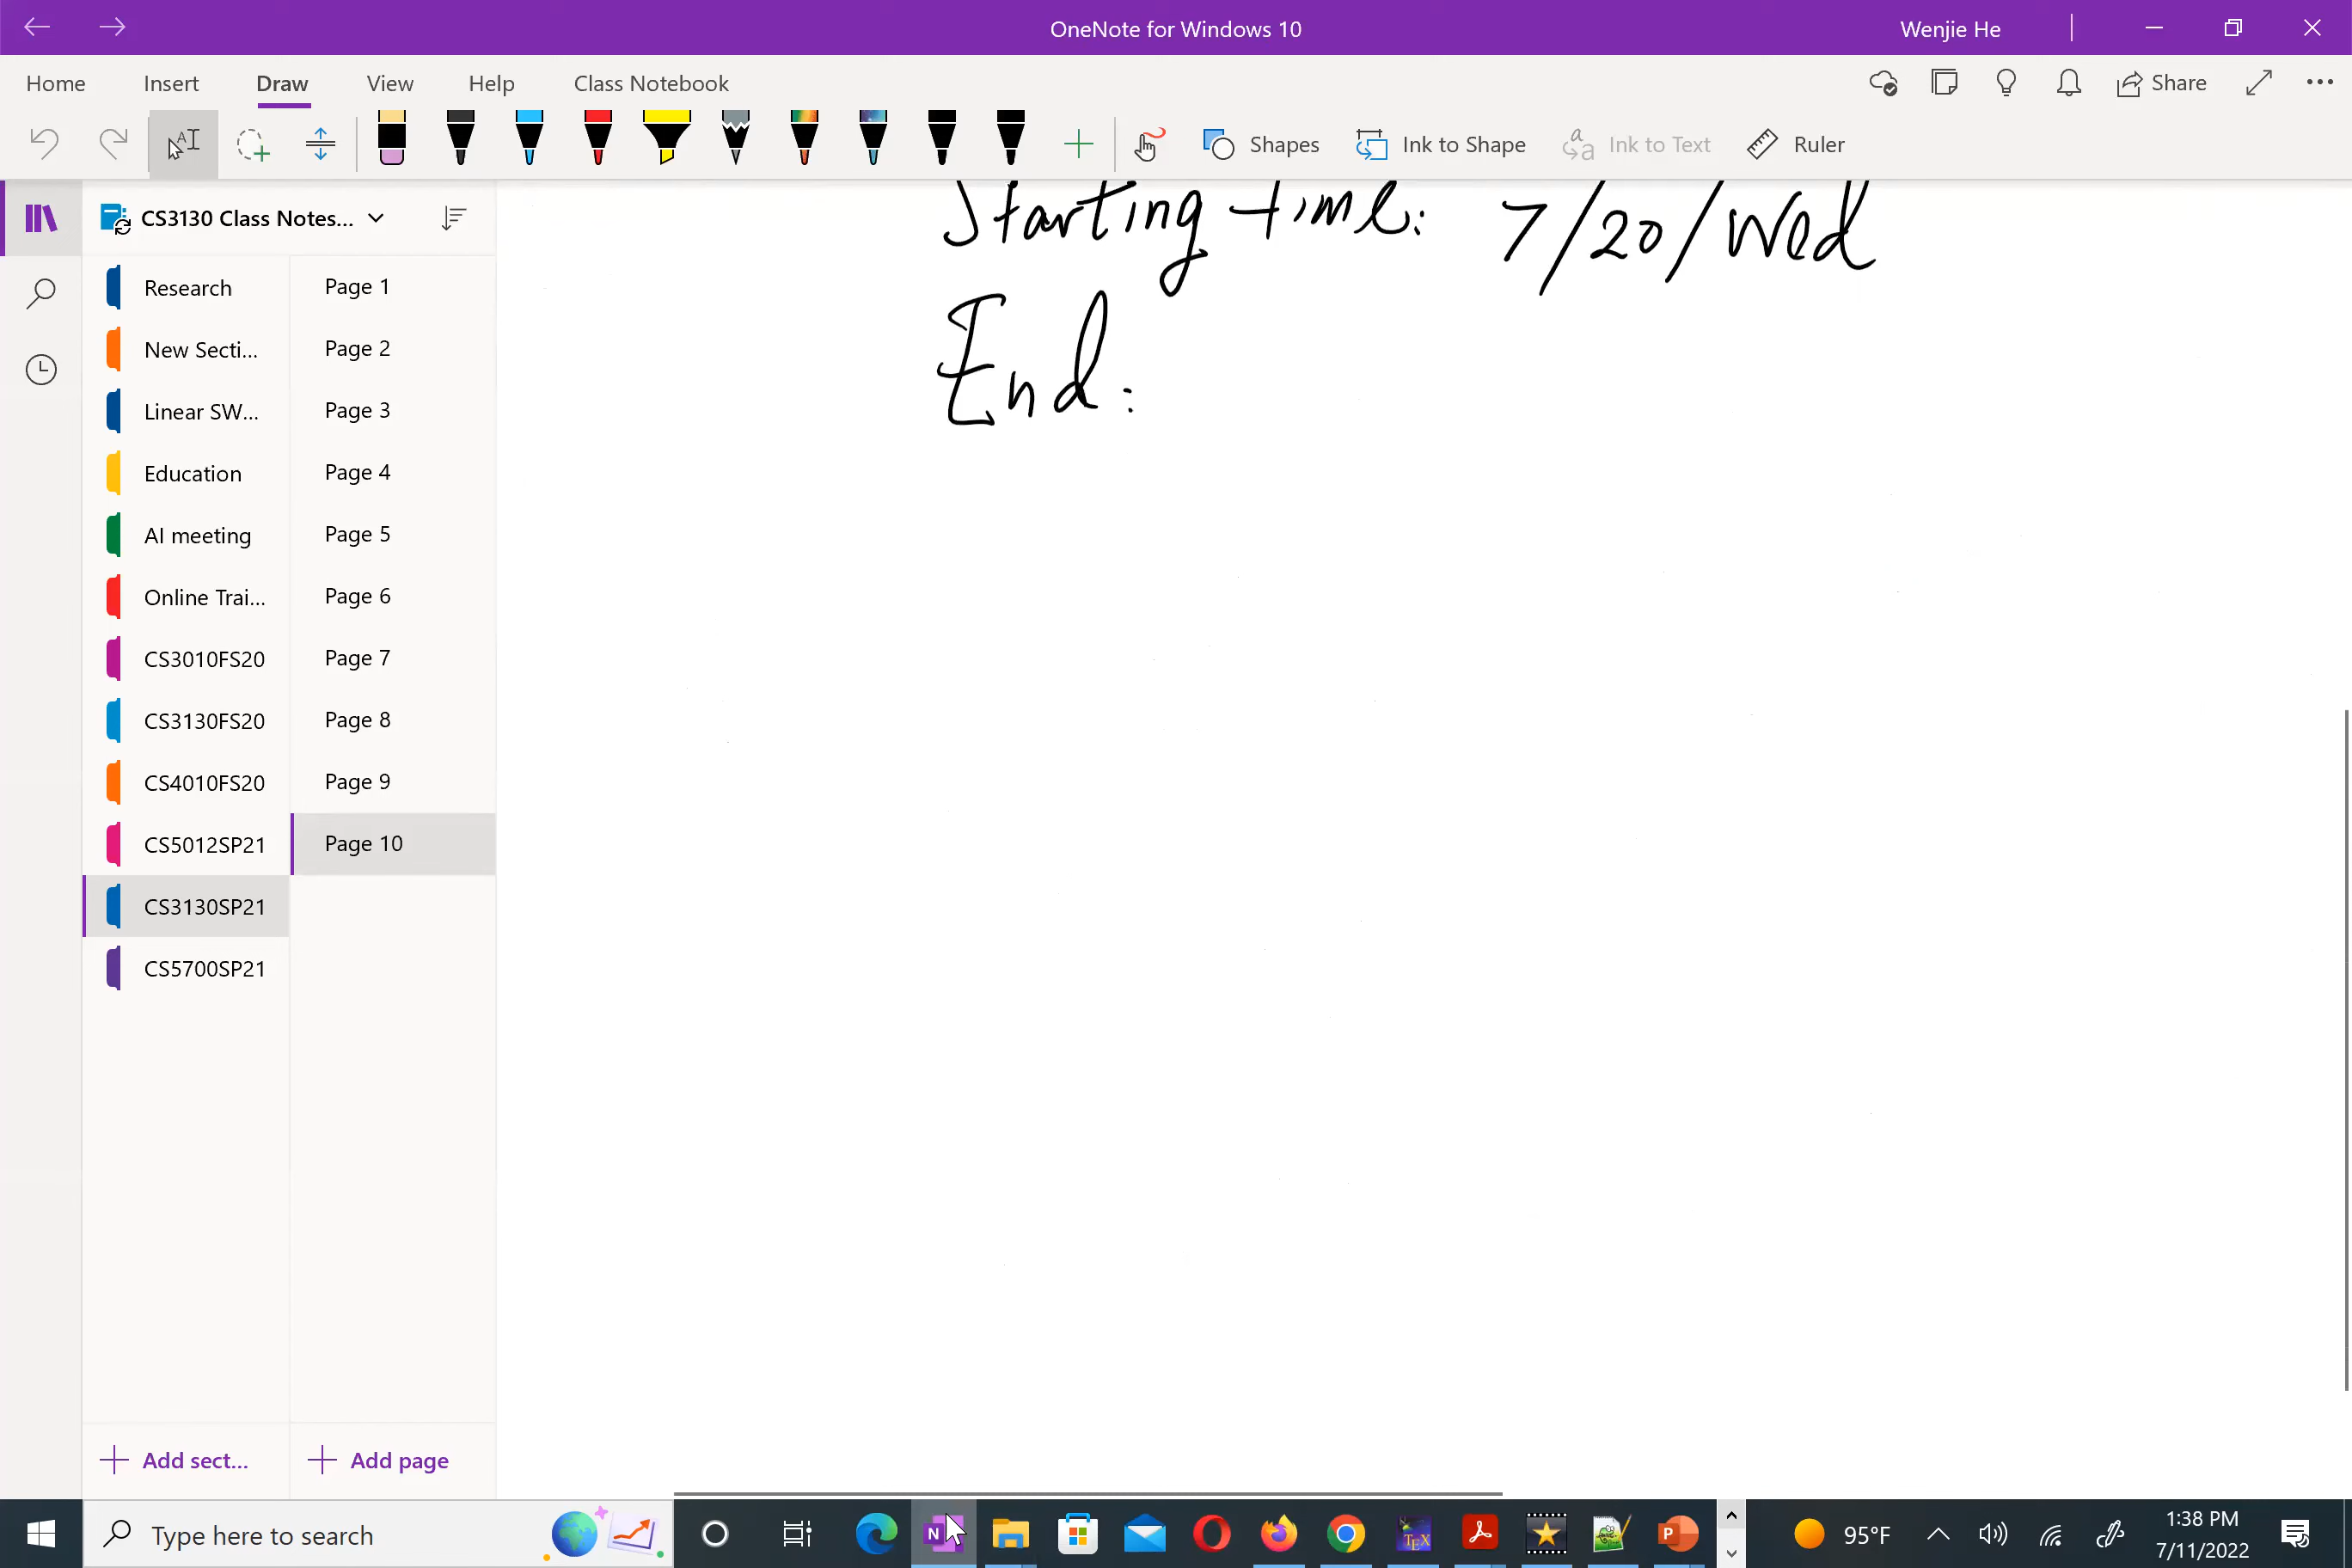 OneNote for Windows 10
Wenjie He
Home Insert Draw View Help Class Notebook
Share
Shapes Ink to Shape Ink to Text Ruler
CS3130 Class Notes...
Research
New Secti...
Linear SW...
Education
AI meeting
Online Trai...
CS3010FS20
CS3130FS20
CS4010FS20
CS5012SP21
CS3130SP21
CS5700SP21
Page 1
Page 2
Page 3
Page 4
Page 5
Page 6
Page 7
Page 8
Page 9
Page 10
Starting time: 7/20/Wed
End:
Add sect...
Add page
Type here to search
95°F
1:38 PM
7/11/2022